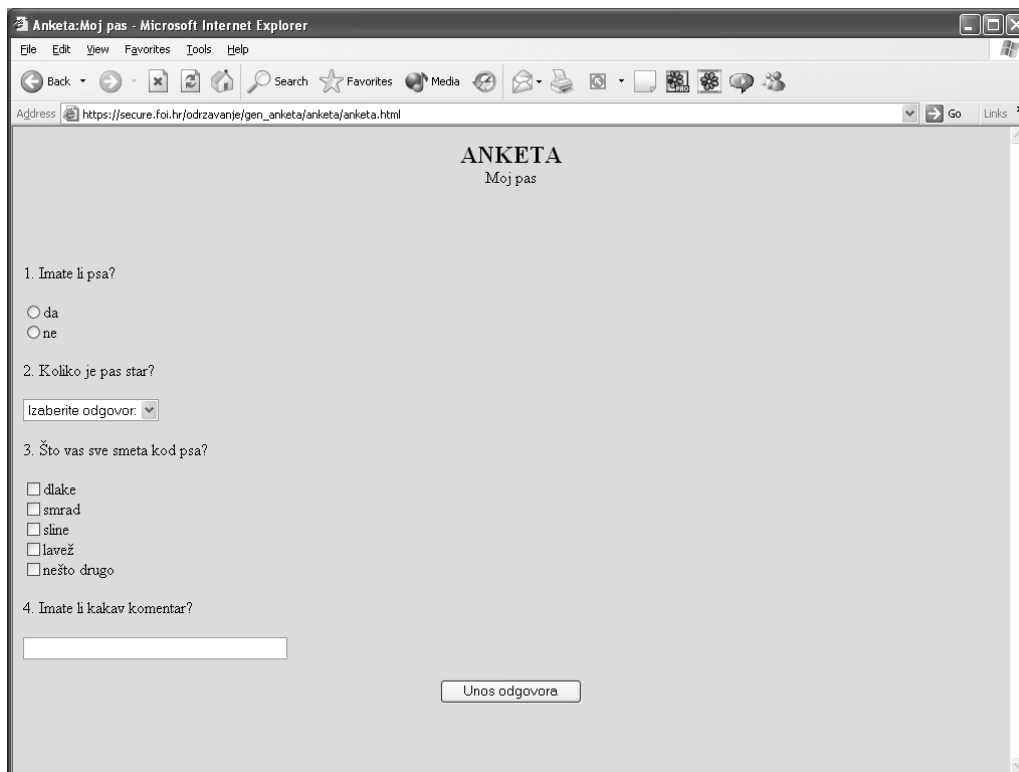 Anketa:Moj pas - Microsoft Internet Explorer
File Edit View Favorites Tools Help
Back Search Favorites Media PRO
Address https://secure.foi.hr/odrzavanje/gen_anketa/anketa/anketa.html Go Links
ANKETA
Moj pas
1. Imate li psa?
da
ne
2. Koliko je pas star?
Izaberite odgovor:
3. Što vas sve smeta kod psa?
dlake
smrad
sline
lavež
nešto drugo
4. Imate li kakav komentar?
Unos odgovora